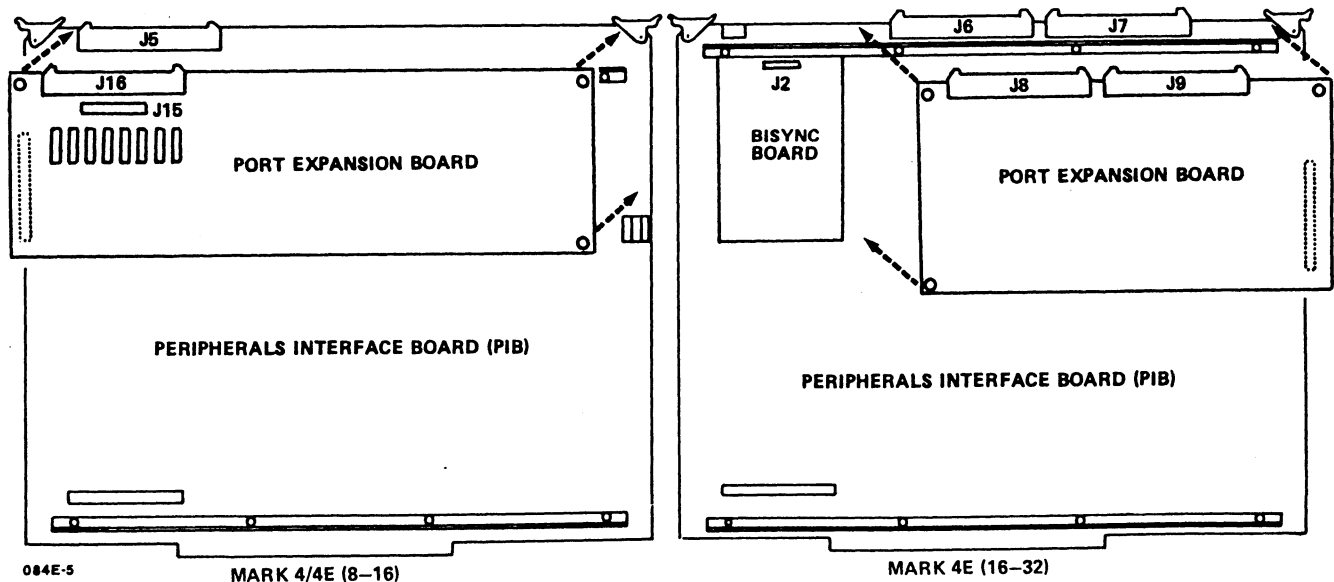 J5
J16
J15
PORT EXPANSION BOARD
PERIPHERALS INTERFACE BOARD (PIB)
084E-5
MARK 4/4E (8–16)
J6
J7
J2
J8
J9
BISYNC
BOARD
PORT EXPANSION BOARD
PERIPHERALS INTERFACE BOARD (PIB)
MARK 4E (16–32)